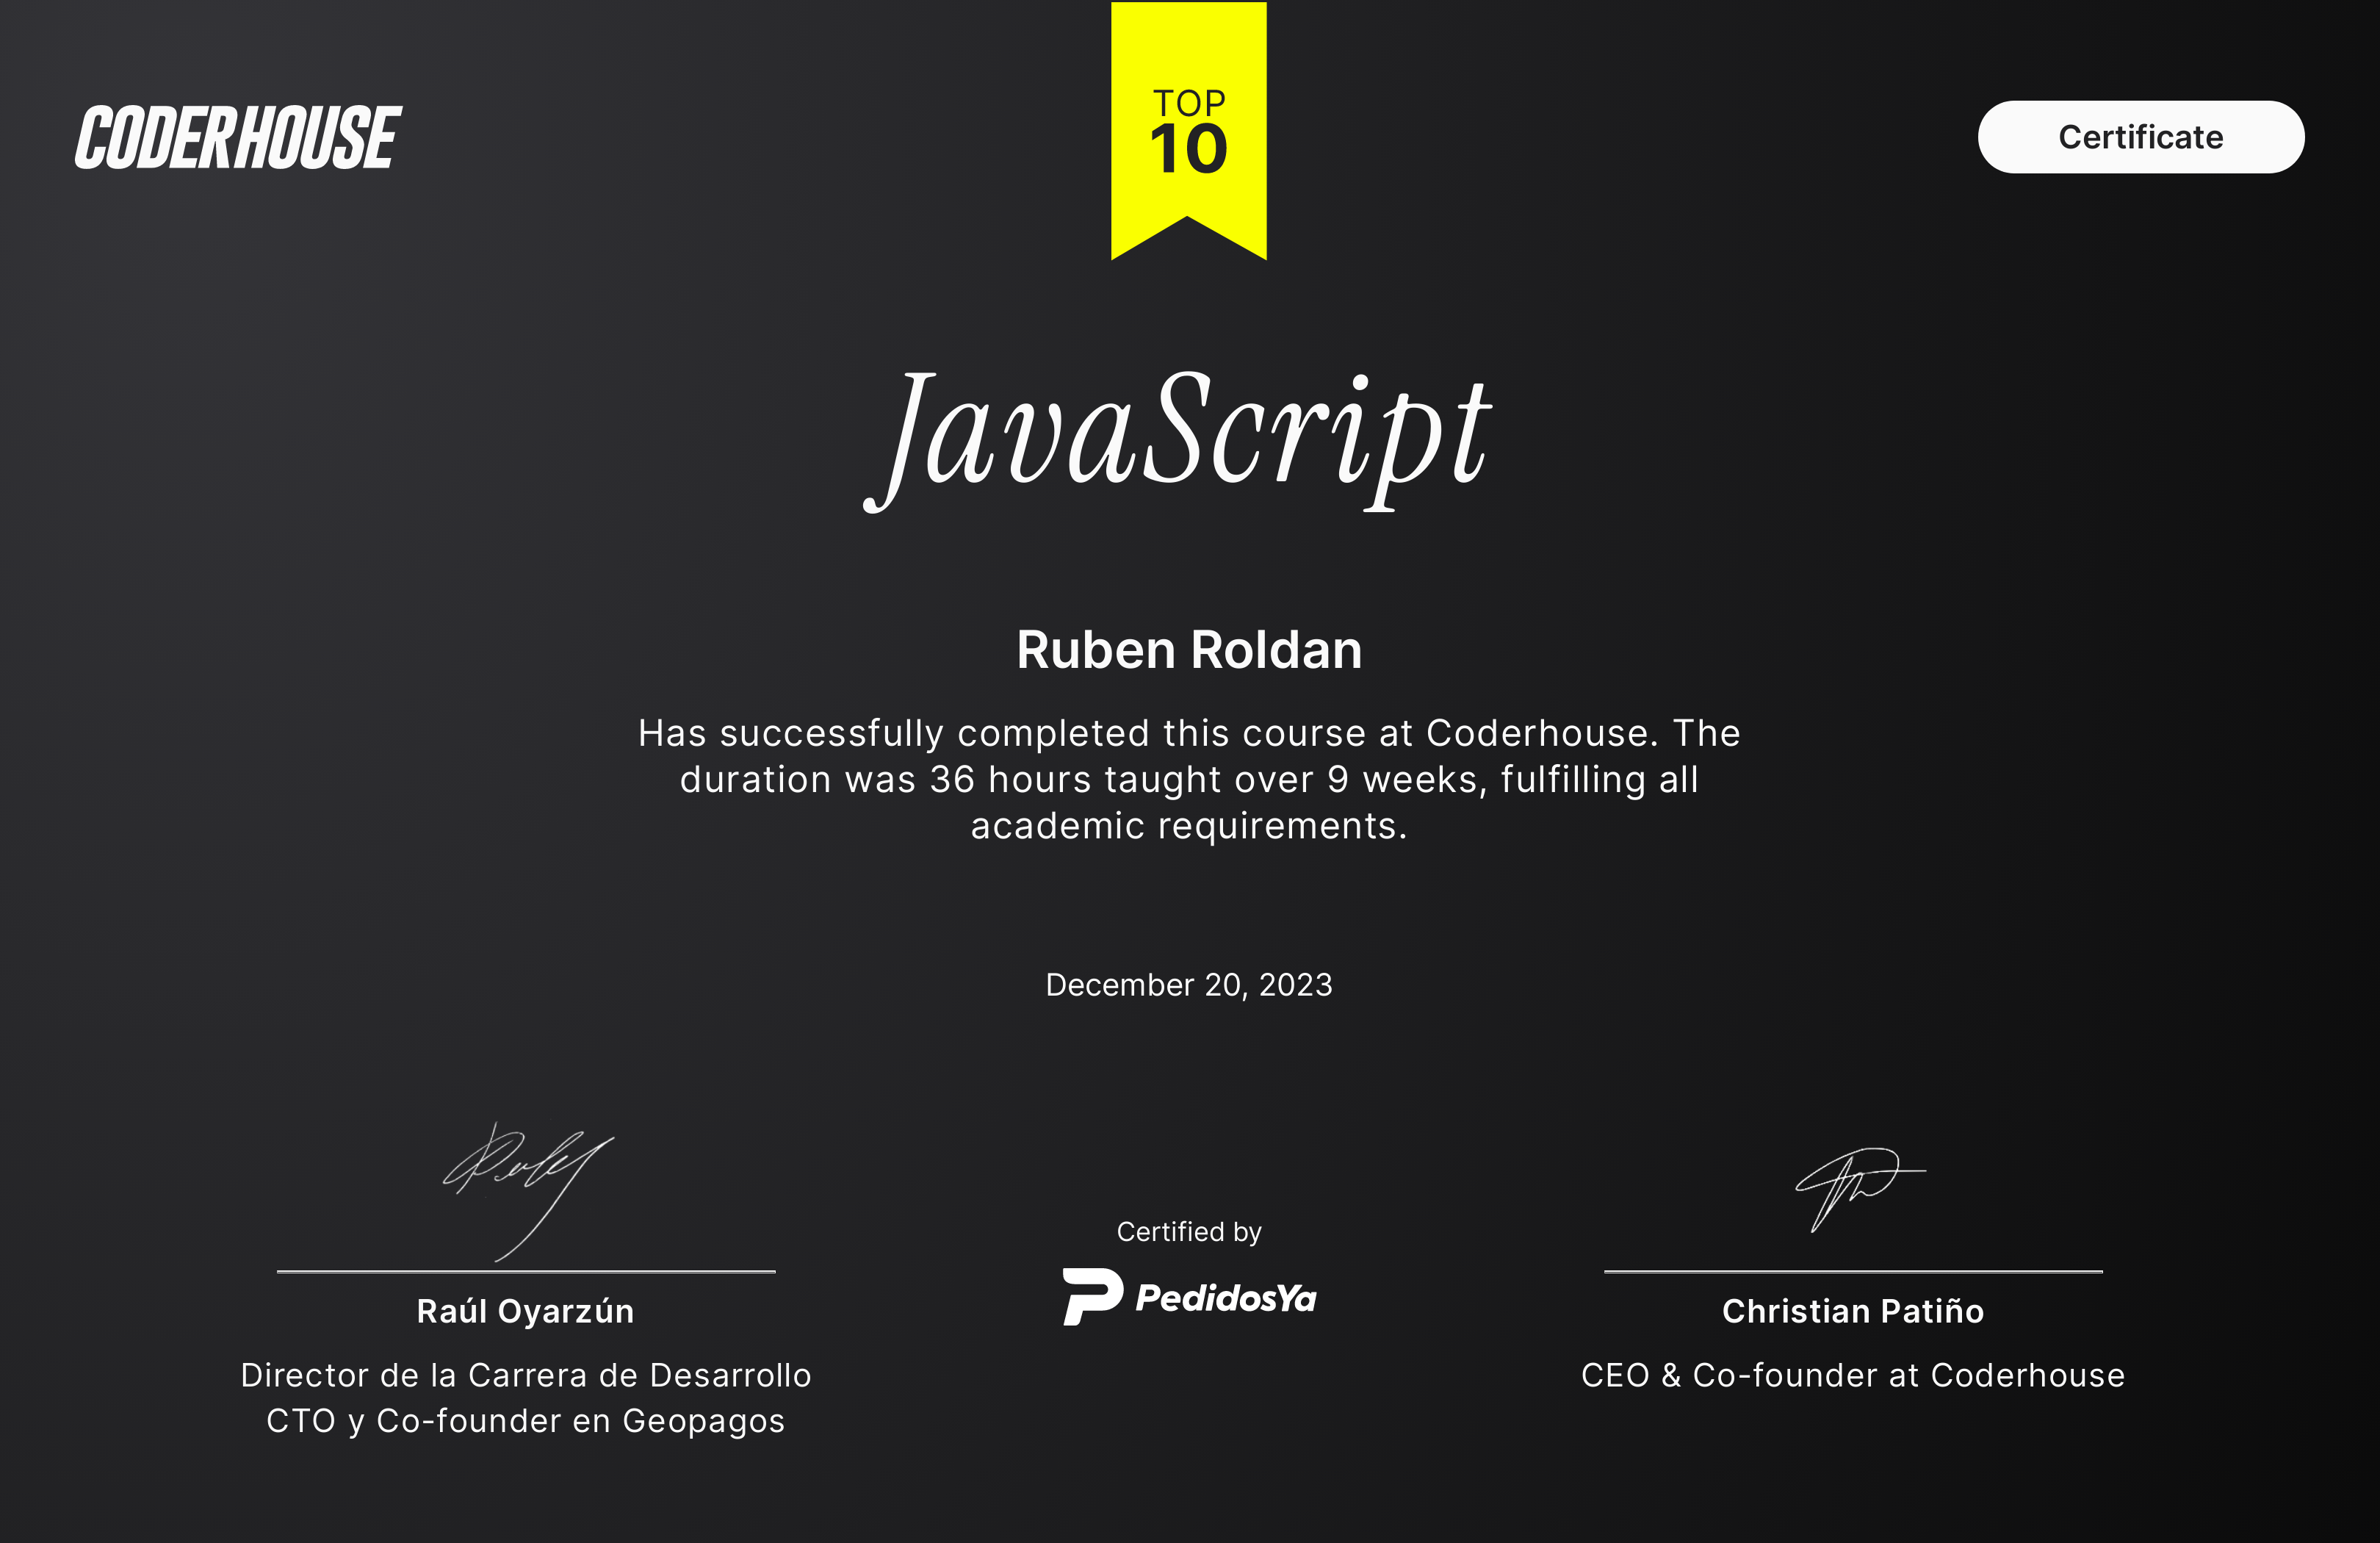 CODERHOUSE
TOP
10
Certificate
JavaScript
Ruben Roldan
Has successfully completed this course at Coderhouse. The
duration was 36 hours taught over 9 weeks, fulfilling all
academic requirements.
December 20, 2023
Raúl Oyarzún
Director de la Carrera de Desarrollo
CTO y Co-founder en Geopagos
Certified by
PedidosYa
Christian Patiño
CEO & Co-founder at Coderhouse